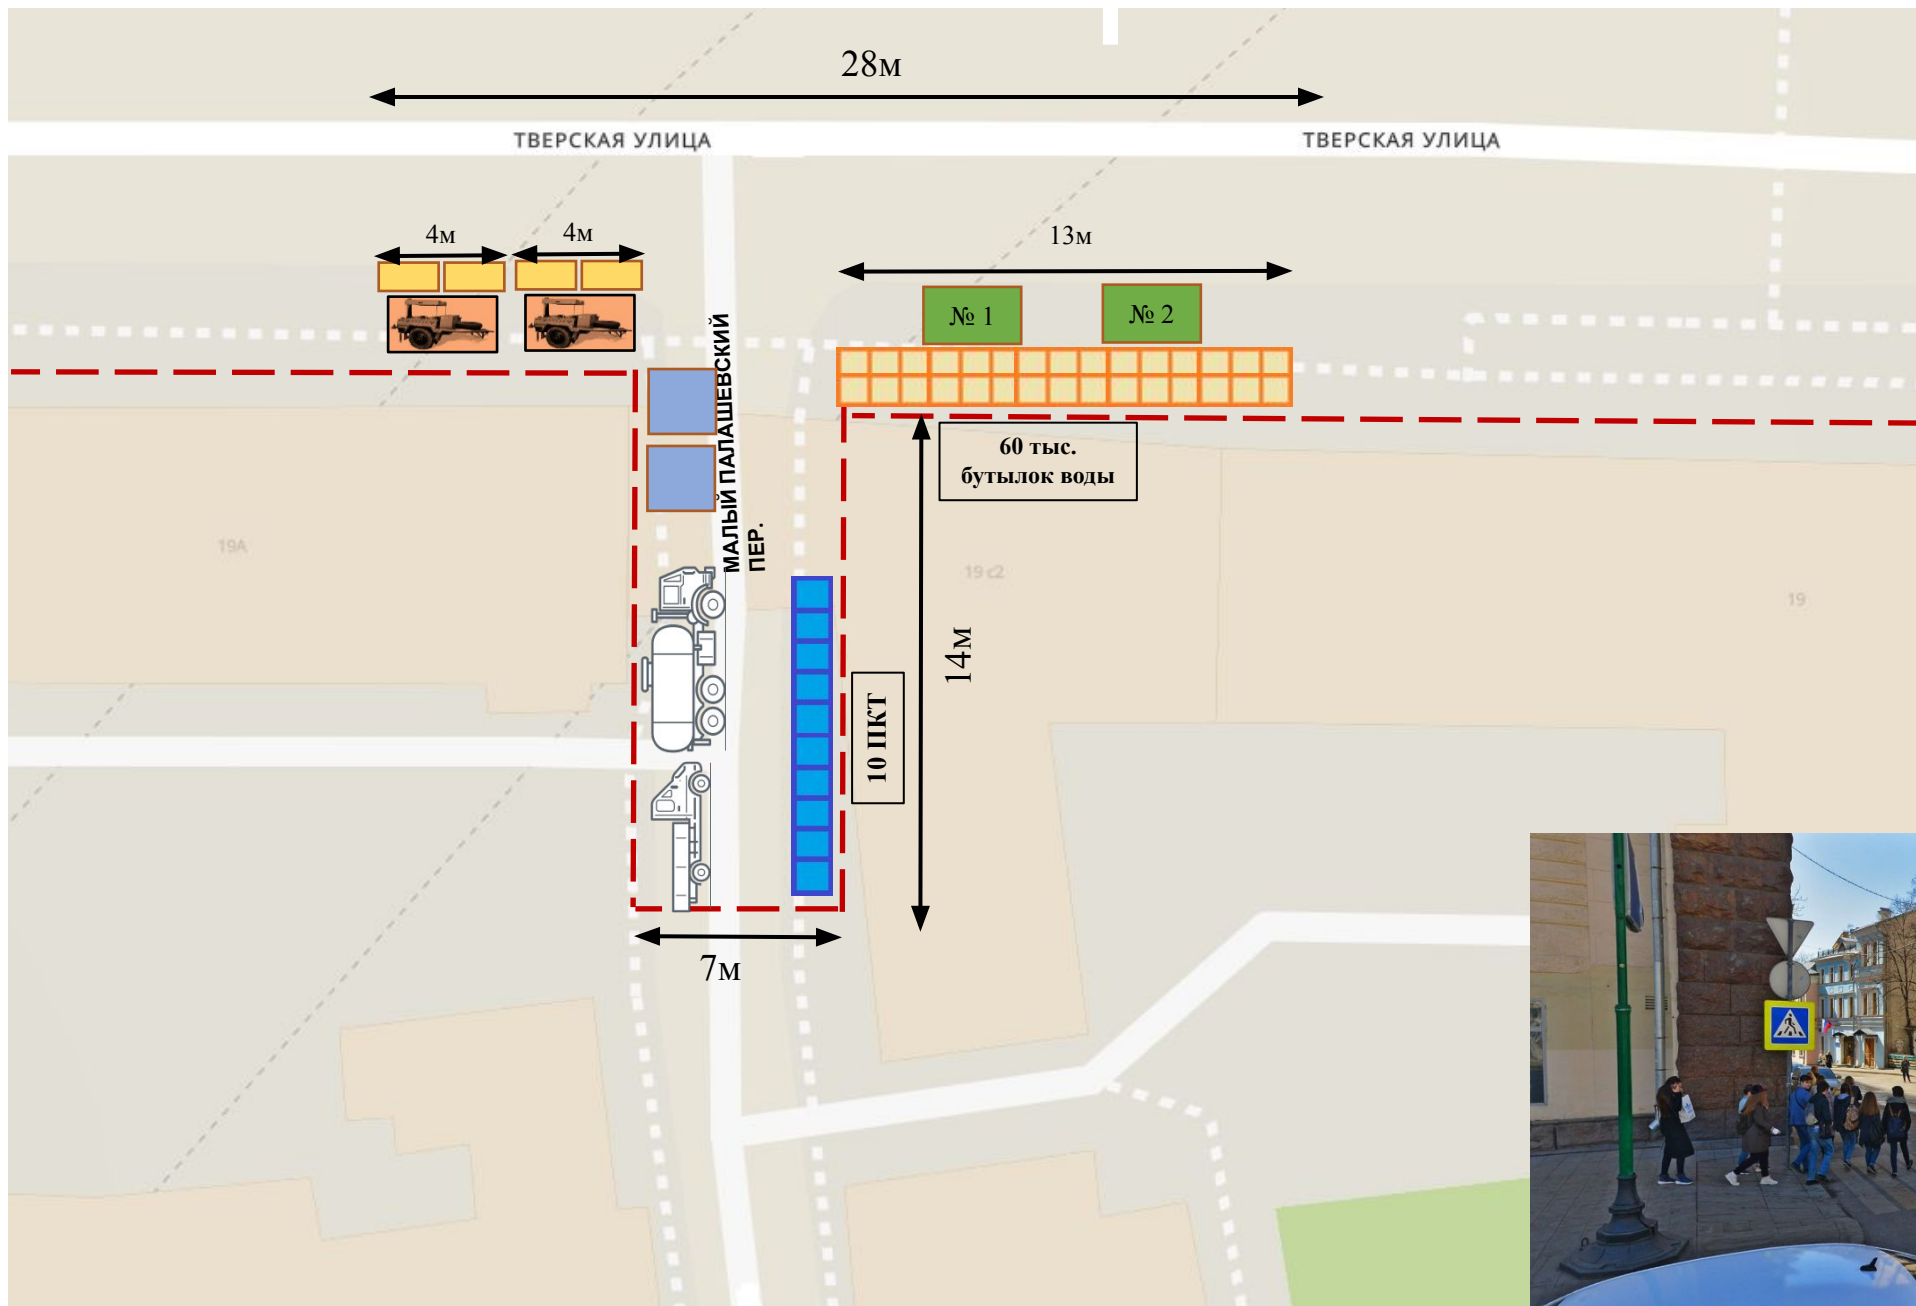 28м
ТВЕРСКАЯ УЛИЦА
ТВЕРСКАЯ УЛИЦА
4м
4м
13м
№ 1
№ 2
МАЛЫЙ ПАЛАШЕВСКИЙ
ПЕР.
60 тыс.
бутылок воды
19А
19 с2
19
14м
10 ПКТ
7м